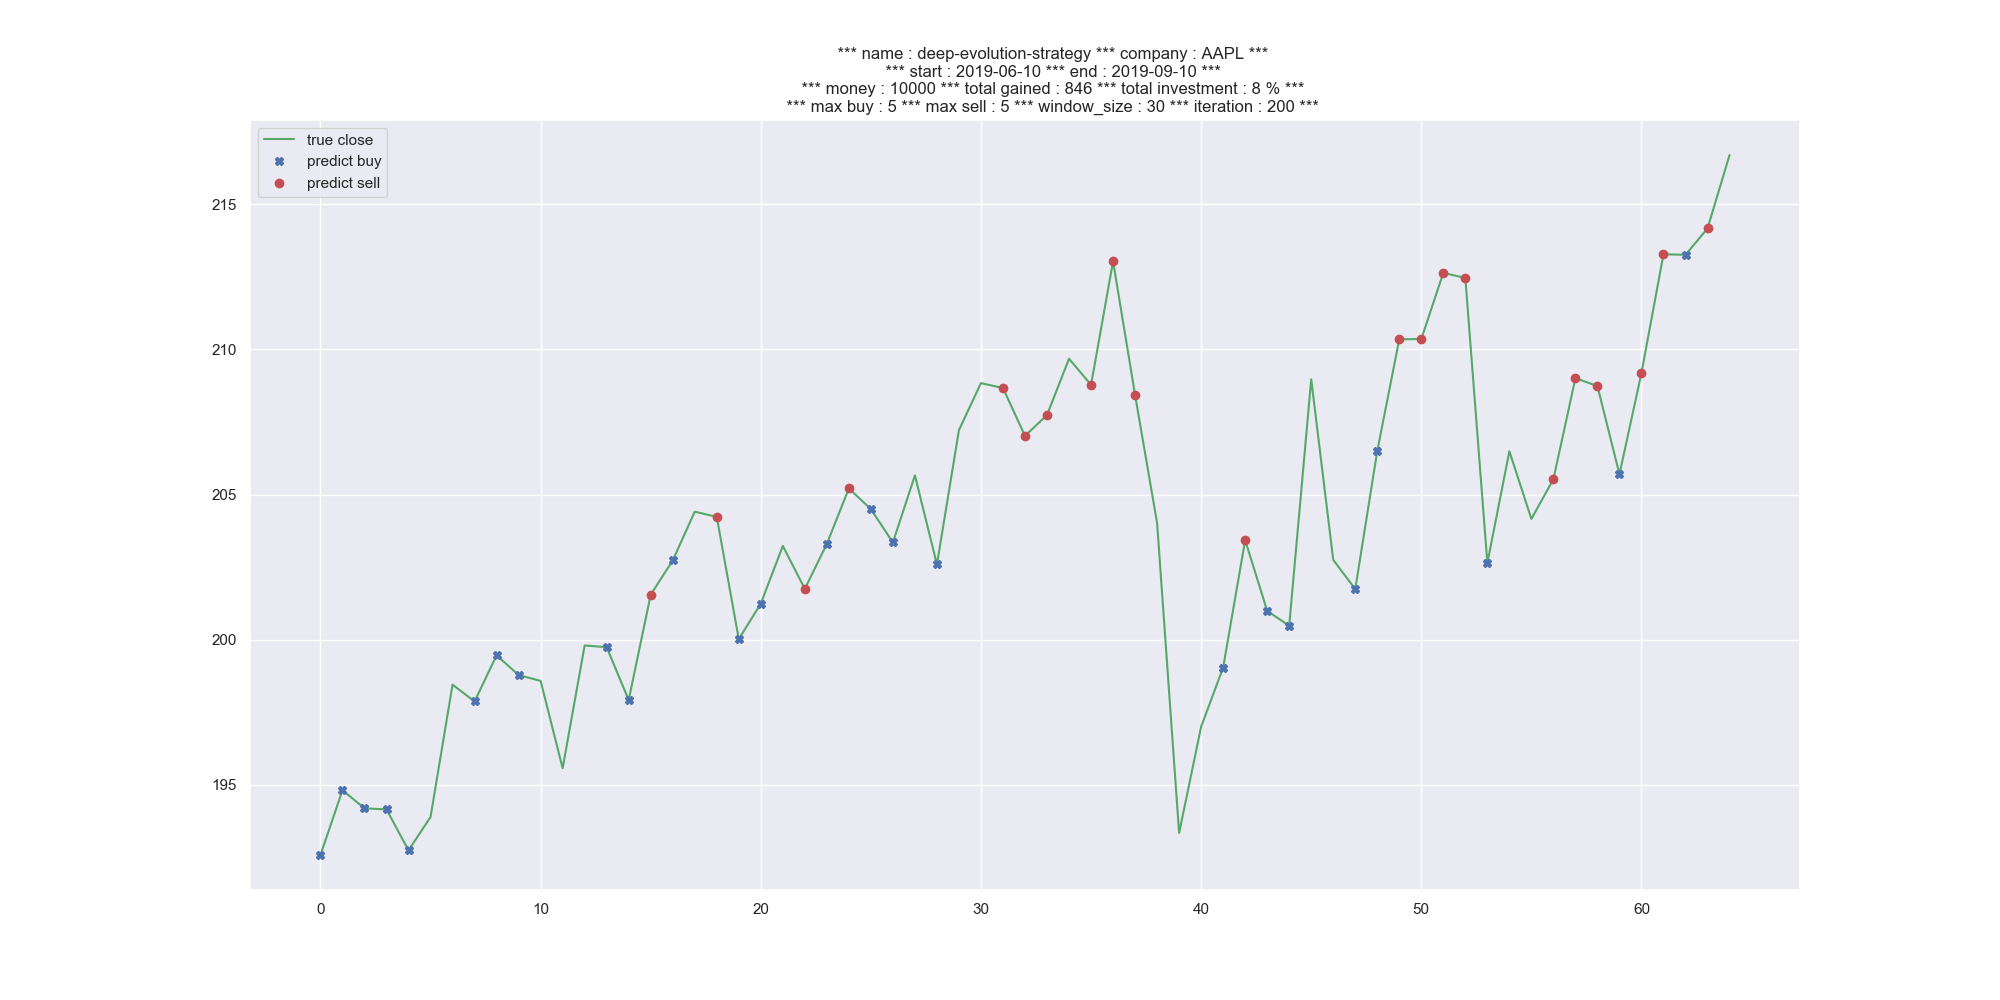 *** name : deep-evolution-strategy *** company : AAPL ***
*** start : 2019-06-10 *** end : 2019-09-10 ***
*** money : 10000 *** total gained : 846 *** total investment : 8 % ***
*** max buy : 5 *** max sell : 5 *** window_size : 30 *** iteration : 200 ***
true close
predict buy
predict sell
215
210
205
200
195
0 10 20 30 40 50 60